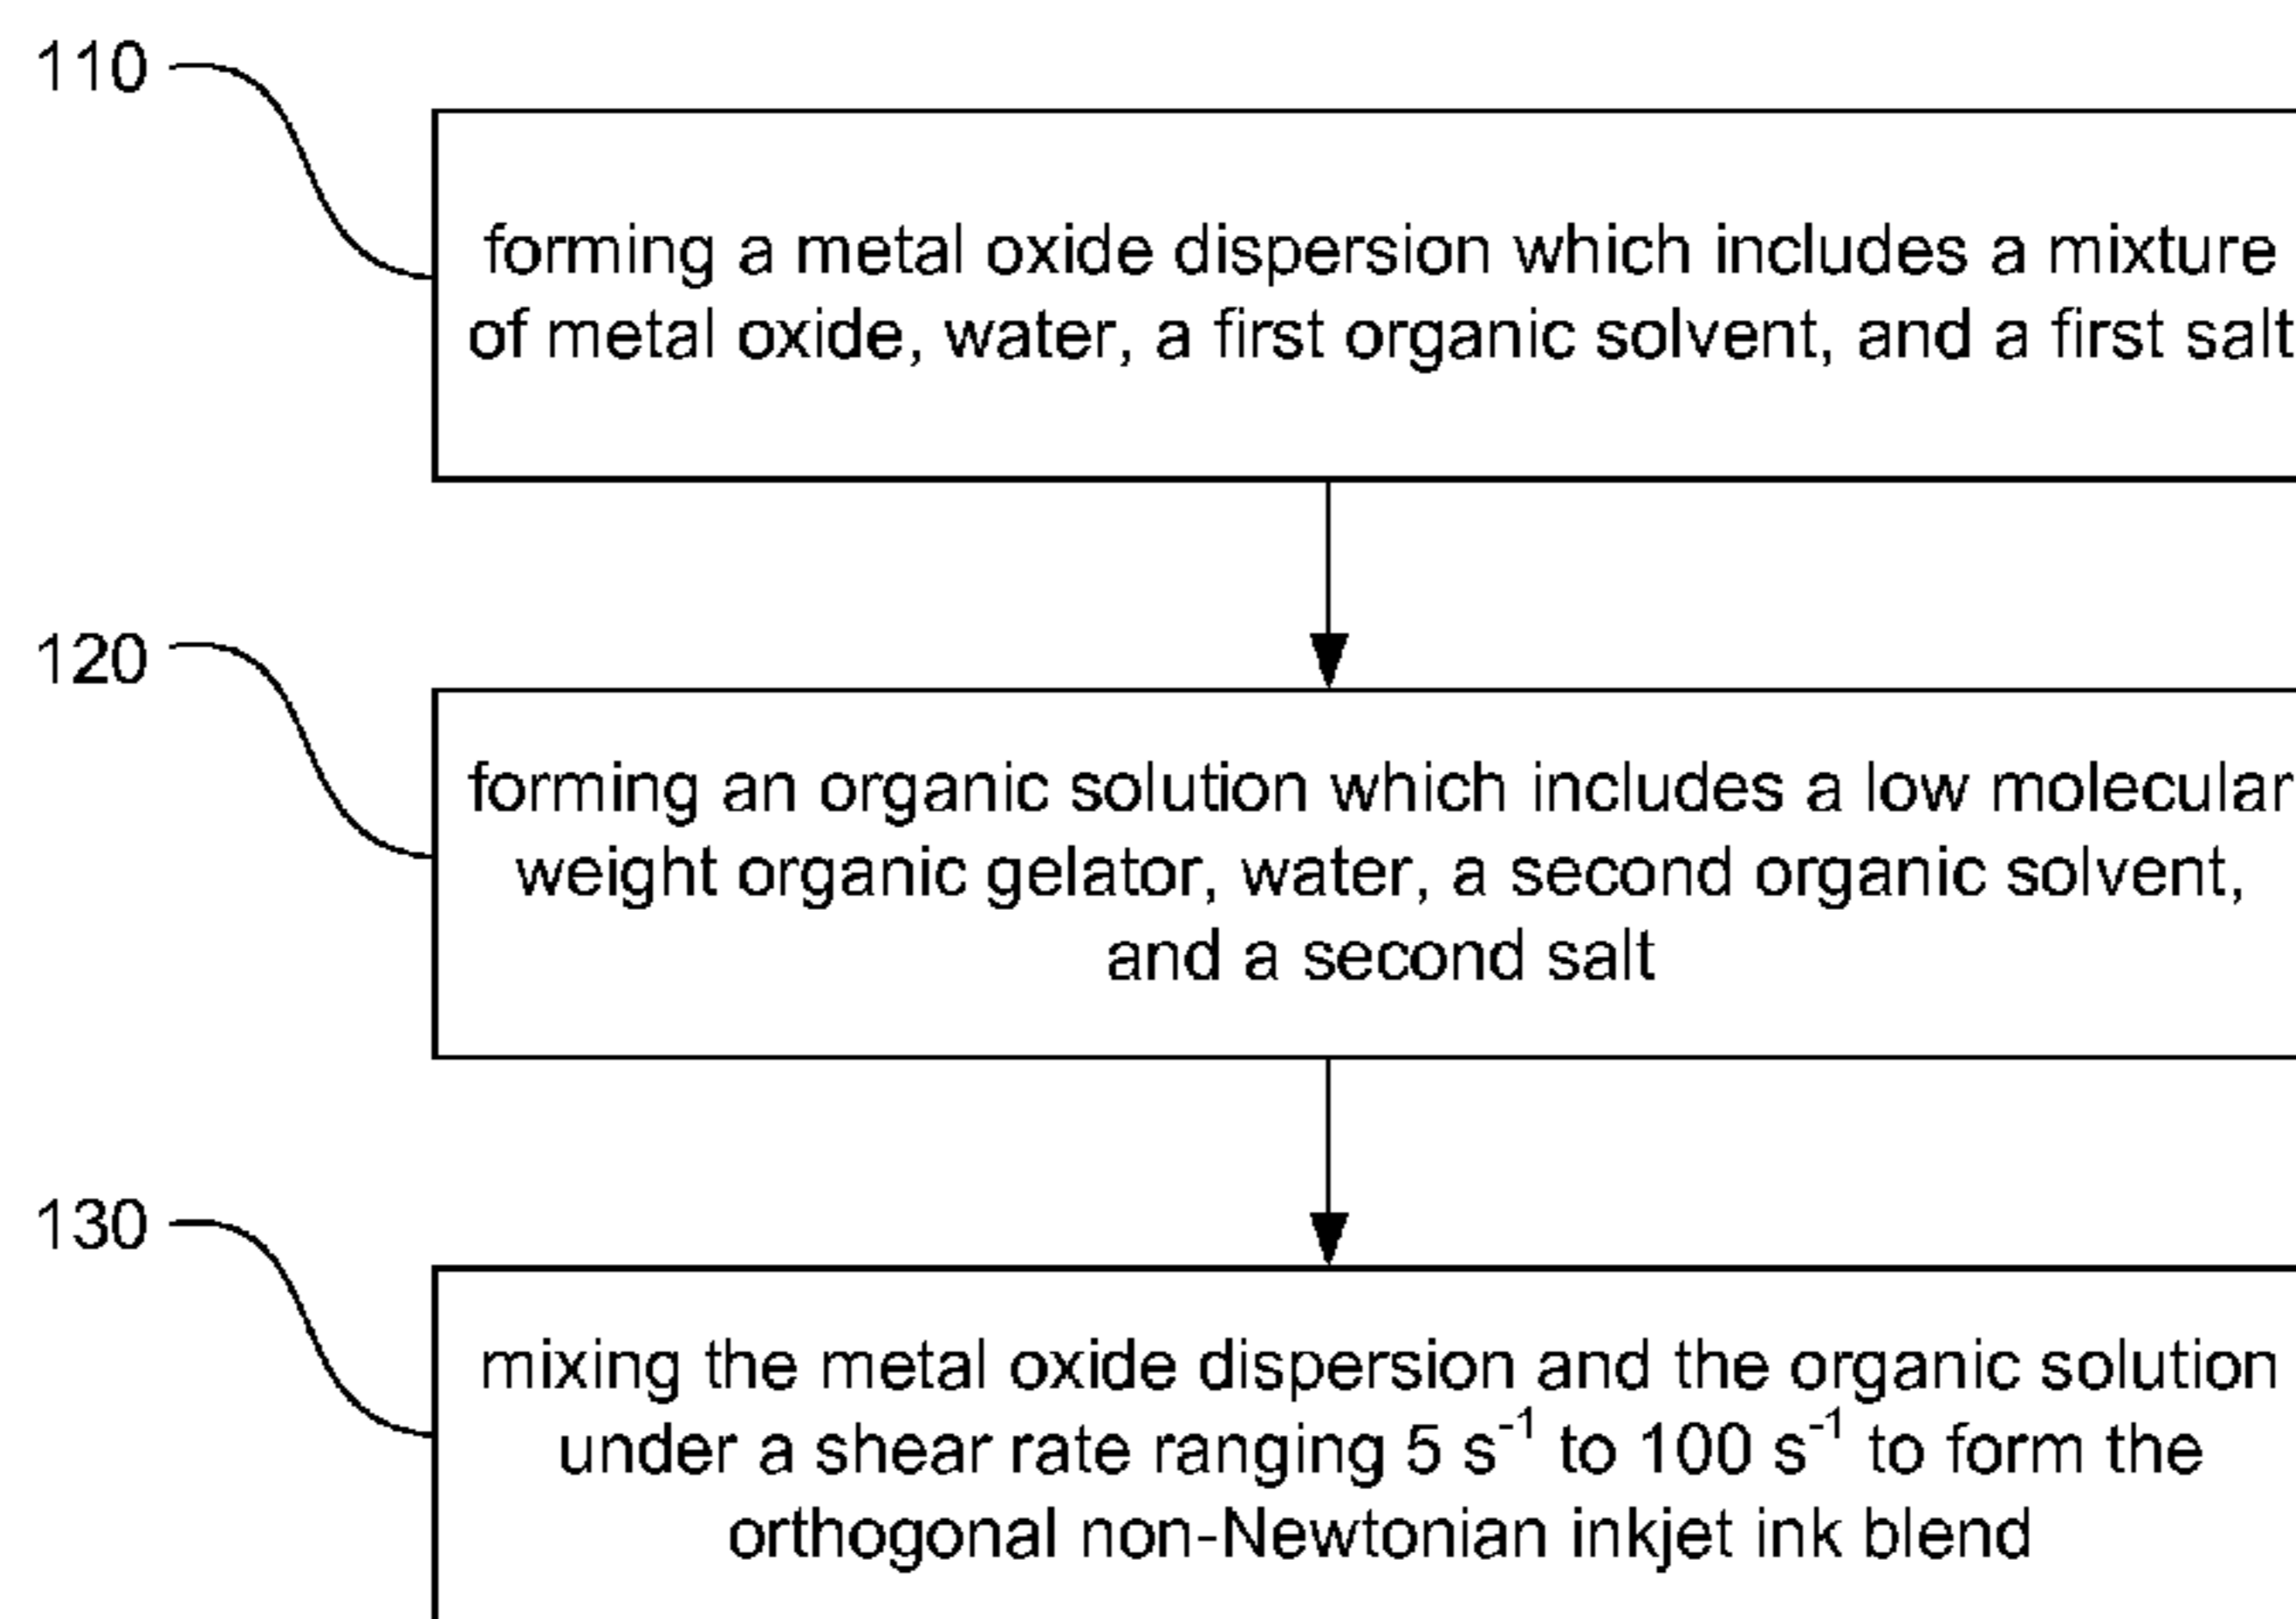 110
forming a metal oxide dispersion which includes a mixture
of metal oxide, water, a first organic solvent, and a first salt
120
forming an organic solution which includes a low molecular
weight organic gelator, water, a second organic solvent,
and a second salt
130
mixing the metal oxide dispersion and the organic solution
under a shear rate ranging 5 s⁻¹ to 100 s⁻¹ to form the
orthogonal non-Newtonian inkjet ink blend